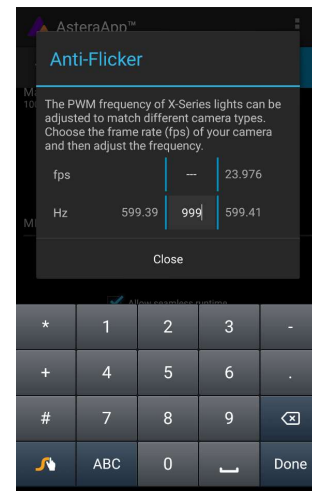 AsteraApp™
Anti-Flicker
The PWM frequency of X-Series lights can be
adjusted to match different camera types.
Choose the frame rate (fps) of your camera
and then adjust the frequency.
fps --- 23.976
Hz 599.39 999 599.41
Close
Allow seamless runtime
* 1 2 3 -
+ 4 5 6 .
# 7 8 9
ABC 0 Done